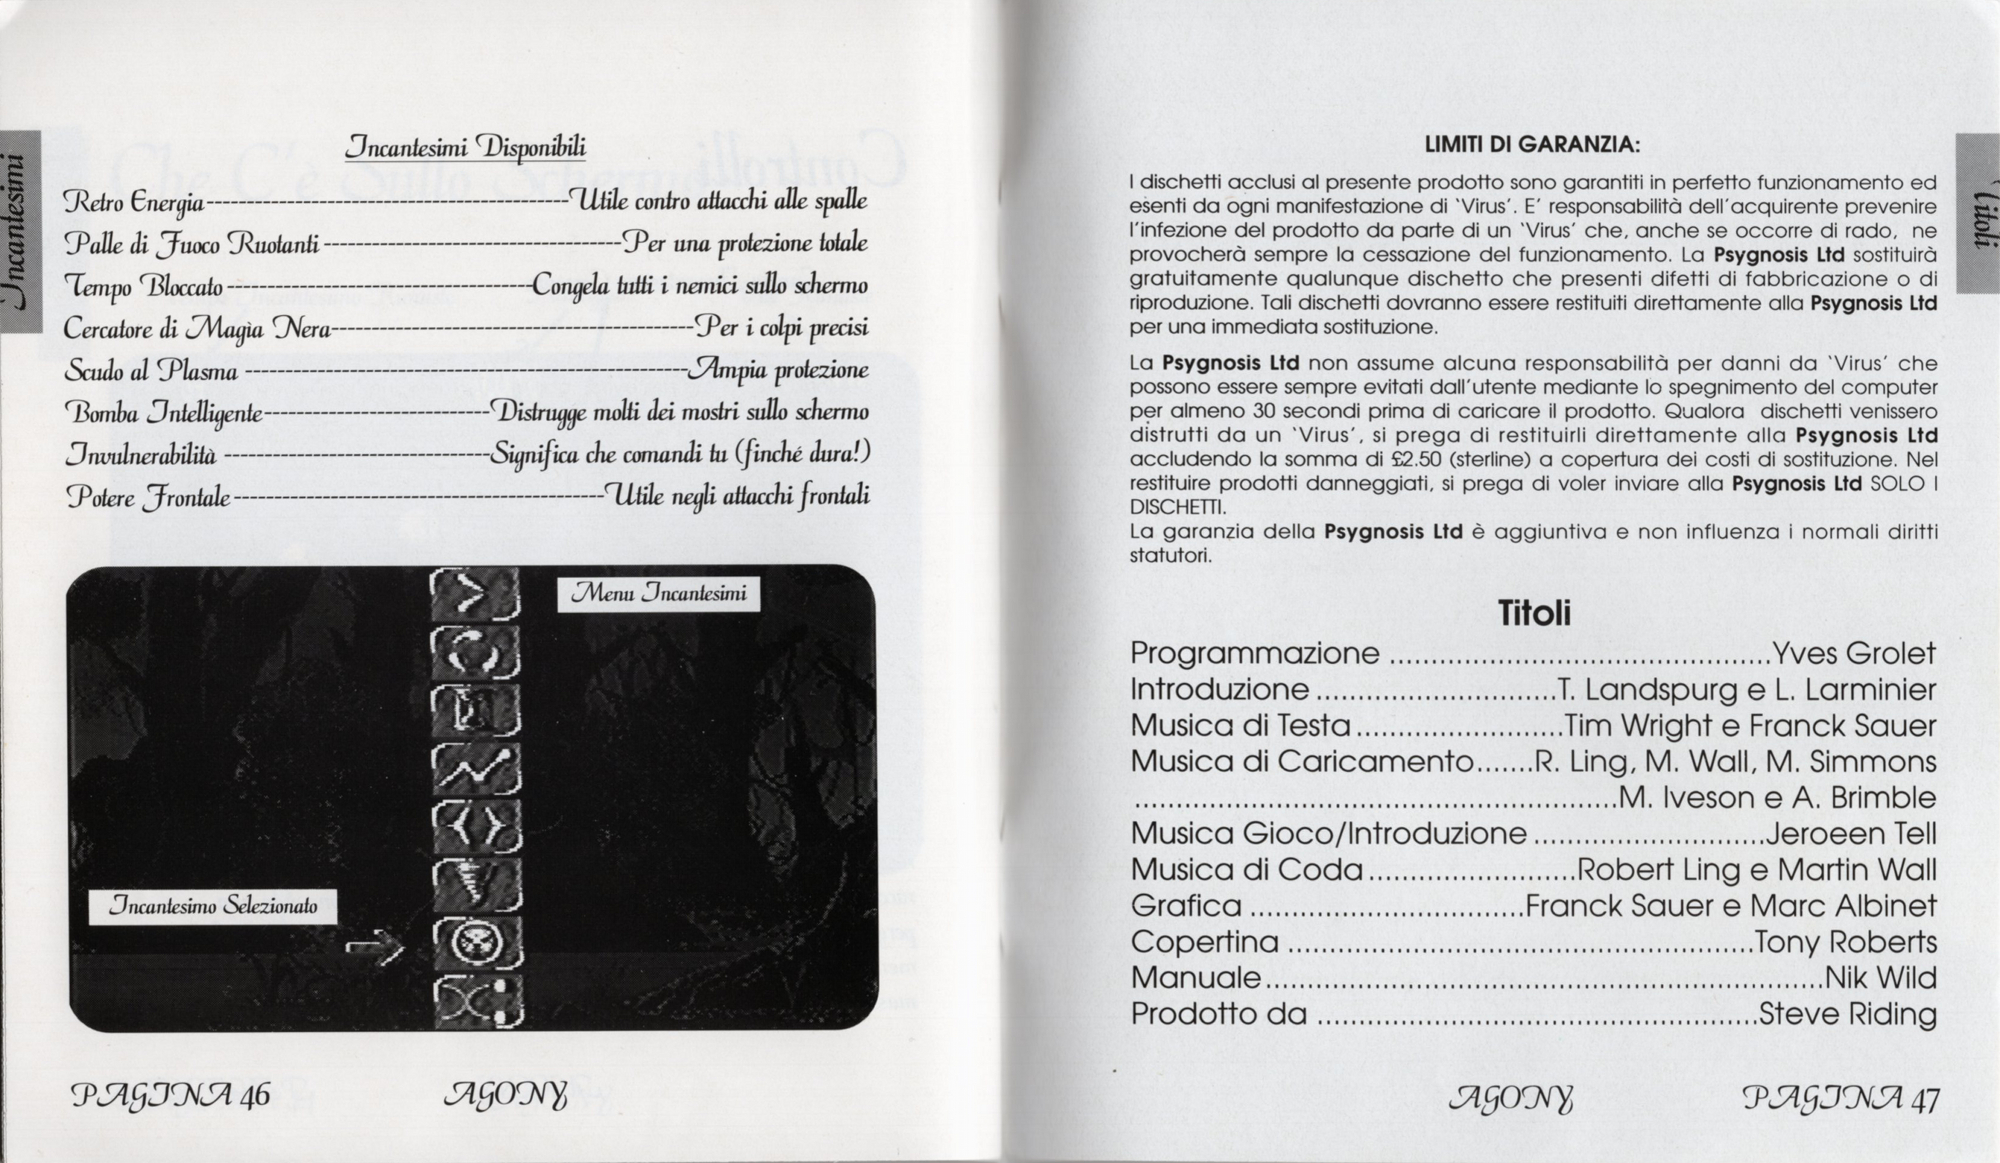 Incantesimi
Incantesimi Disponibili
Retro Energia--------------------Utile contro attacchi alle spalle
Palle di Fuoco Ruotanti--------------------Per una protezione totale
Tempo Bloccato--------------------Congela tutti i nemici sullo schermo
Cercatore di Magìa Nera--------------------Per i colpi precisi
Scudo al Plasma--------------------Ampia protezione
Bomba Intelligente--------------------Distrugge molti dei mostri sullo schermo
Invulnerabilità--------------------Significa che comandi tu (finché dura!)
Potere Frontale--------------------Utile negli attacchi frontali
Menu Incantesimi
Incantesimo Selezionato
PAGINA 46
AGONY
Titoli
LIMITI DI GARANZIA:
I dischetti acclusi al presente prodotto sono garantiti in perfetto funzionamento ed
esenti da ogni manifestazione di 'Virus'. E' responsabilità dell'acquirente prevenire
l'infezione del prodotto da parte di un 'Virus' che, anche se occorre di rado, ne
provocherà sempre la cessazione del funzionamento. La Psygnosis Ltd sostituirà
gratuitamente qualunque dischetto che presenti difetti di fabbricazione o di
riproduzione. Tali dischetti dovranno essere restituiti direttamente alla Psygnosis Ltd
per una immediata sostituzione.
La Psygnosis Ltd non assume alcuna responsabilità per danni da 'Virus' che
possono essere sempre evitati dall'utente mediante lo spegnimento del computer
per almeno 30 secondi prima di caricare il prodotto. Qualora dischetti venissero
distrutti da un 'Virus', si prega di restituirli direttamente alla Psygnosis Ltd
accludendo la somma di £2.50 (sterline) a copertura dei costi di sostituzione. Nel
restituire prodotti danneggiati, si prega di voler inviare alla Psygnosis Ltd SOLO I
DISCHETTI.
La garanzia della Psygnosis Ltd è aggiuntiva e non influenza i normali diritti
statutori.
Titoli
Programmazione ....................Yves Grolet
Introduzione ....................T. Landspurg e L. Larminier
Musica di Testa ....................Tim Wright e Franck Sauer
Musica di Caricamento.......R. Ling, M. Wall, M. Simmons
....................M. Iveson e A. Brimble
Musica Gioco/Introduzione ....................Jeroeen Tell
Musica di Coda ....................Robert Ling e Martin Wall
Grafica ....................Franck Sauer e Marc Albinet
Copertina ....................Tony Roberts
Manuale ....................Nik Wild
Prodotto da ....................Steve Riding
AGONY
PAGINA 47